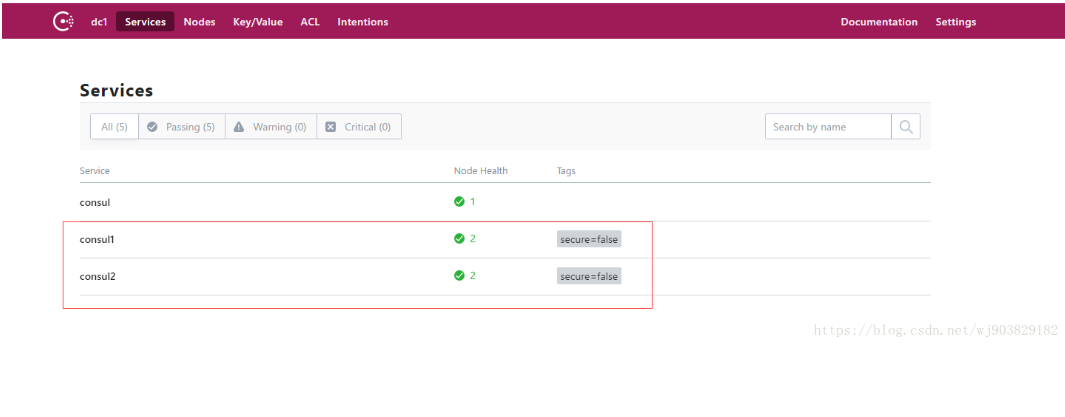 dc1 Services Nodes Key/Value ACL Intentions Documentation Settings
Services
All (5) Passing (5) Warning (0) Critical (0) Search by name
Service Node Health Tags
consul 1
consul1 2 secure=false
consul2 2 secure=false
https://blog.csdn.net/wj903829182